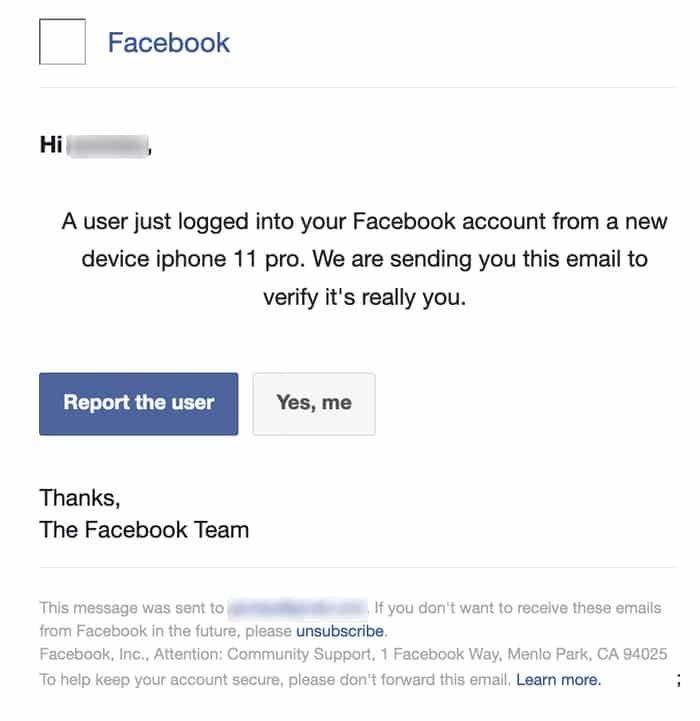 Facebook
Hi ,
A user just logged into your Facebook account from a new
device iphone 11 pro. We are sending you this email to
verify it's really you.
Report the user Yes, me
Thanks,
The Facebook Team
This message was sent to . If you don't want to receive these emails
from Facebook in the future, please unsubscribe.
Facebook, Inc., Attention: Community Support, 1 Facebook Way, Menlo Park, CA 94025
To help keep your account secure, please don't forward this email. Learn more. ;